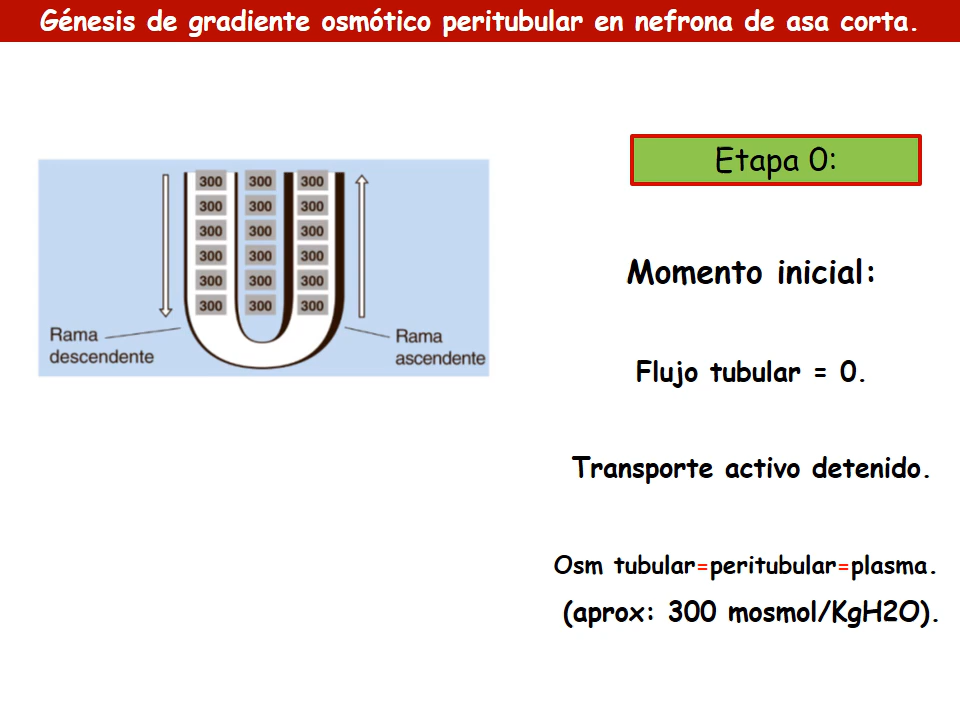 Génesis de gradiente osmótico peritubular en nefrona de asa corta.
Etapa 0:
300 300 300
300 300 300
300 300 300
300 300 300
300 300 300
300 300 300
Rama
descendente
Rama
ascendente
Momento inicial:
Flujo tubular = 0.
Transporte activo detenido.
Osm tubular=peritubular=plasma.
(aprox: 300 mosmol/KgH2O).